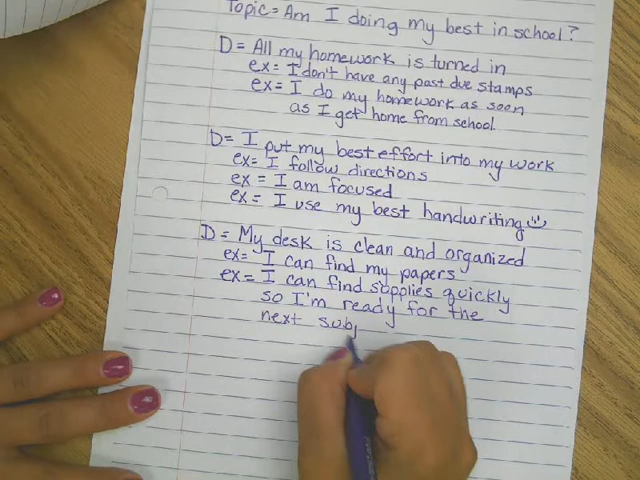 Topic = Am I doing my best in school?
D = All my homework is turned in
ex = I don't have any past due stamps
ex = I do my homework as soon
as I get home from school.
D = I put my best effort into my work
ex = I follow directions
ex = I am focused
ex = I use my best handwriting
D = My desk is clean and organized
ex = I can find my papers
ex = I can find supplies quickly
so I'm ready for the
next subj